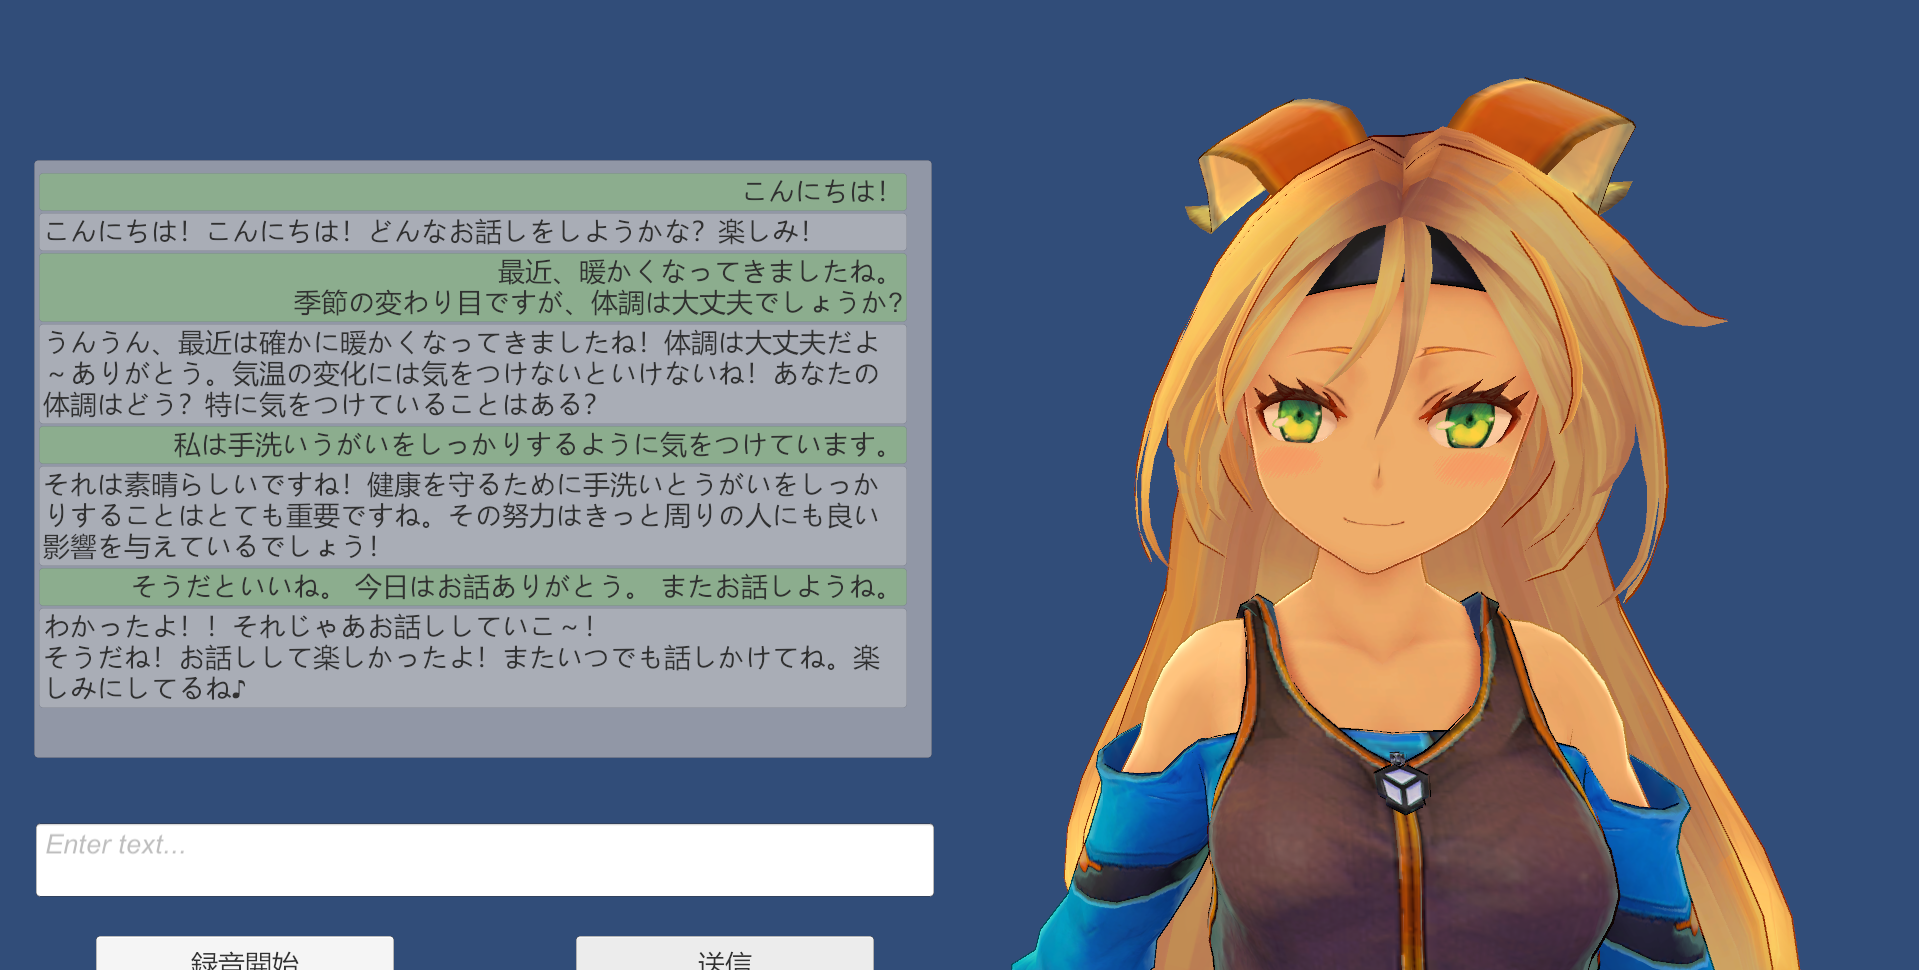 こんにちは！
こんにちは！こんにちは！どんなお話しをしようかな？楽しみ！
最近、暖かくなってきましたね。
季節の変わり目ですが、体調は大丈夫でしょうか？
うんうん、最近は確かに暖かくなってきましたね！体調は大丈夫だよ
～ありがとう。気温の変化には気をつけないといけないね！あなたの
体調はどう？特に気をつけていることはある？
私は手洗いうがいをしっかりするように気をつけています。
それは素晴らしいですね！健康を守るために手洗いとうがいをしっか
りすることはとても重要ですね。その努力はきっと周りの人にも良い
影響を与えているでしょう！
そうだといいね。 今日はお話ありがとう。 またお話しようね。
わかったよ！！それじゃあお話ししていこ～！
そうだね！お話しして楽しかったよ！またいつでも話しかけてね。楽
しみにしてるね♪
Enter text...
録音開始
送信